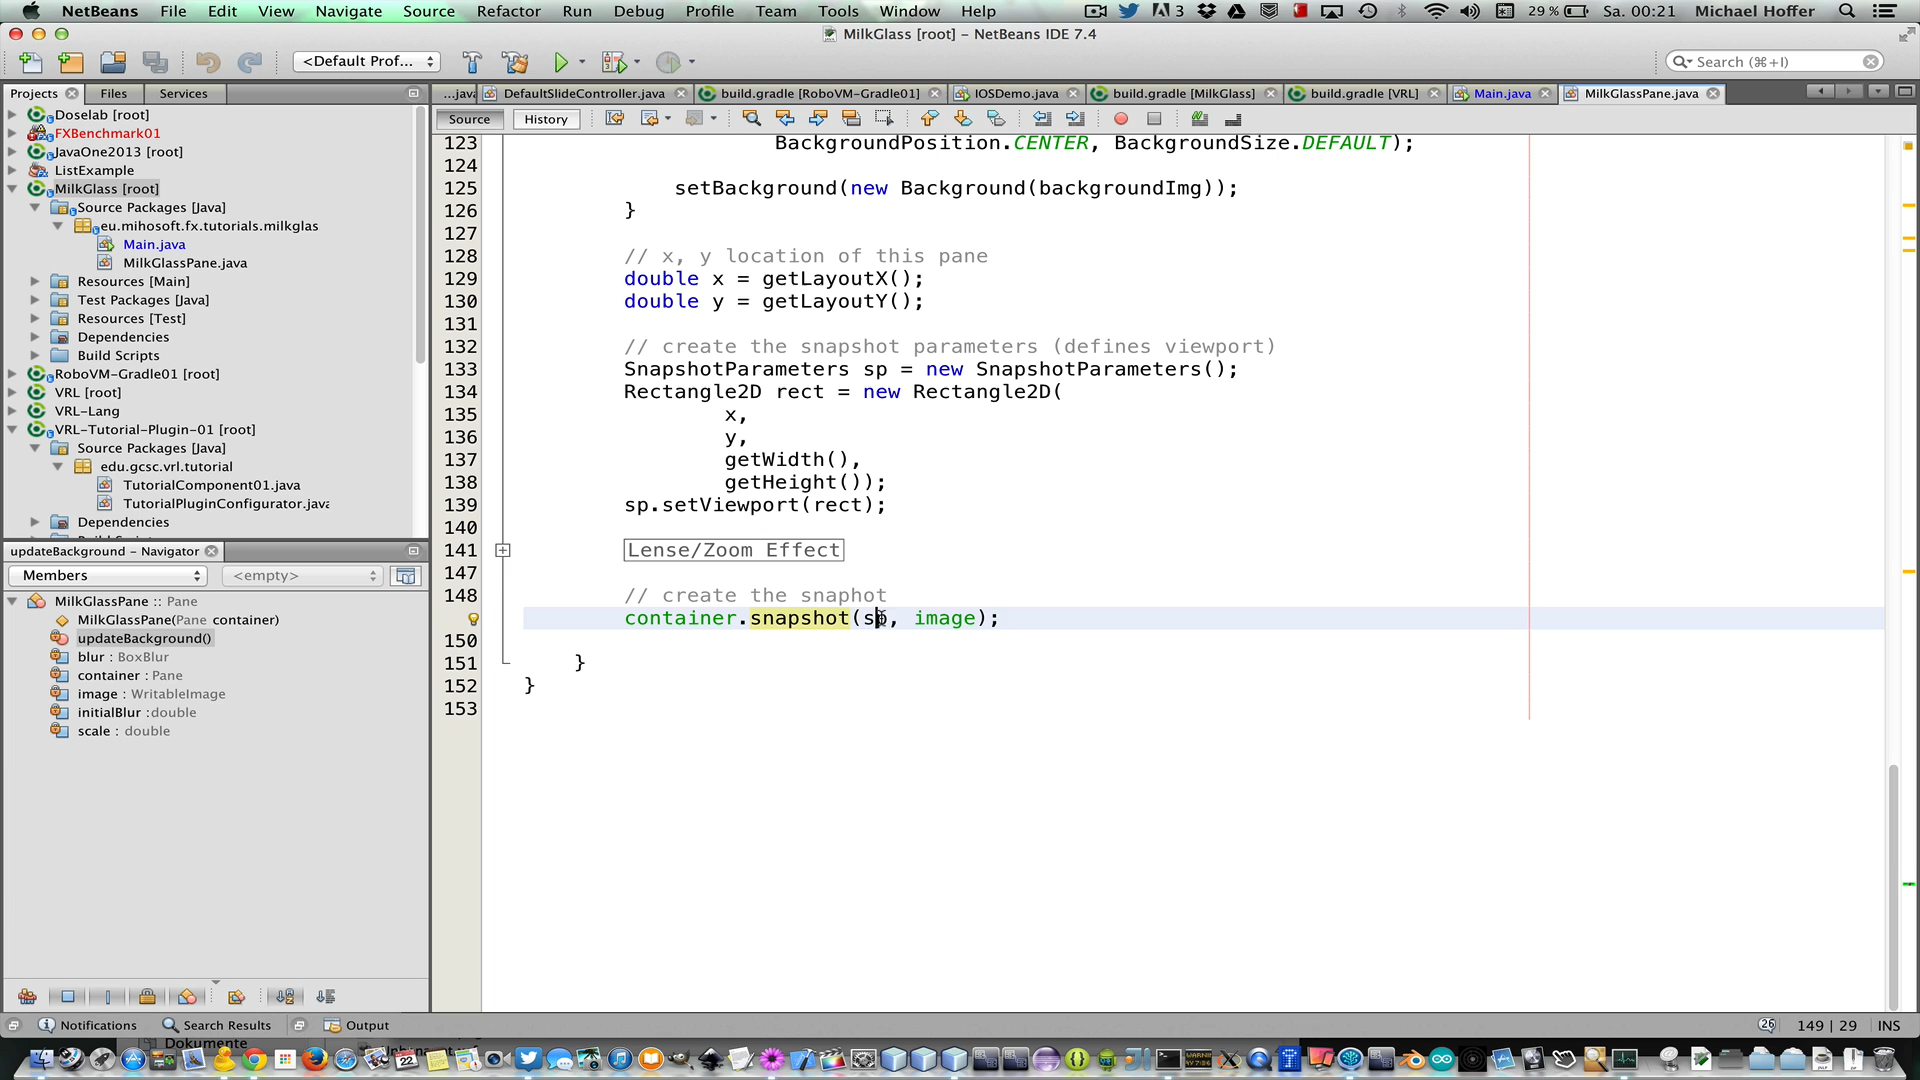 NetBeans File Edit View Navigate Source Refactor Run Debug Profile Team Tools Window Help 3 29 % Sa. 00:21 Michael Hoffer
MilkGlass [root] – NetBeans IDE 7.4
<Default Prof... Search (⌘+I)
Projects Files Services
...java DefaultSlideController.java build.gradle [RoboVM-Gradle01] IOSDemo.java build.gradle [MilkGlass] build.gradle [VRL] Main.java MilkGlassPane.java
Source History
Doselab [root]
FXBenchmark01
JavaOne2013 [root]
ListExample
MilkGlass [root]
Source Packages [Java]
eu.mihosoft.fx.tutorials.milkglas
Main.java
MilkGlassPane.java
Resources [Main]
Test Packages [Java]
Resources [Test]
Dependencies
Build Scripts
RoboVM-Gradle01 [root]
VRL [root]
VRL-Lang
VRL-Tutorial-Plugin-01 [root]
Source Packages [Java]
edu.gcsc.vrl.tutorial
TutorialComponent01.java
TutorialPluginConfigurator.java
Dependencies
updateBackground – Navigator
Members <empty>
MilkGlassPane :: Pane
MilkGlassPane(Pane container)
updateBackground()
blur : BoxBlur
container : Pane
image : WritableImage
initialBlur : double
scale : double
123 BackgroundPosition.CENTER, BackgroundSize.DEFAULT);
124
125 setBackground(new Background(backgroundImg));
126 }
127
128 // x, y location of this pane
129 double x = getLayoutX();
130 double y = getLayoutY();
131
132 // create the snapshot parameters (defines viewport)
133 SnapshotParameters sp = new SnapshotParameters();
134 Rectangle2D rect = new Rectangle2D(
135 x,
136 y,
137 getWidth(),
138 getHeight());
139 sp.setViewport(rect);
140
141 Lense/Zoom Effect
147
148 // create the snaphot
container.snapshot(sp, image);
150
151 }
152 }
153
Notifications Search Results Output 26 149 | 29 INS
Dokumente